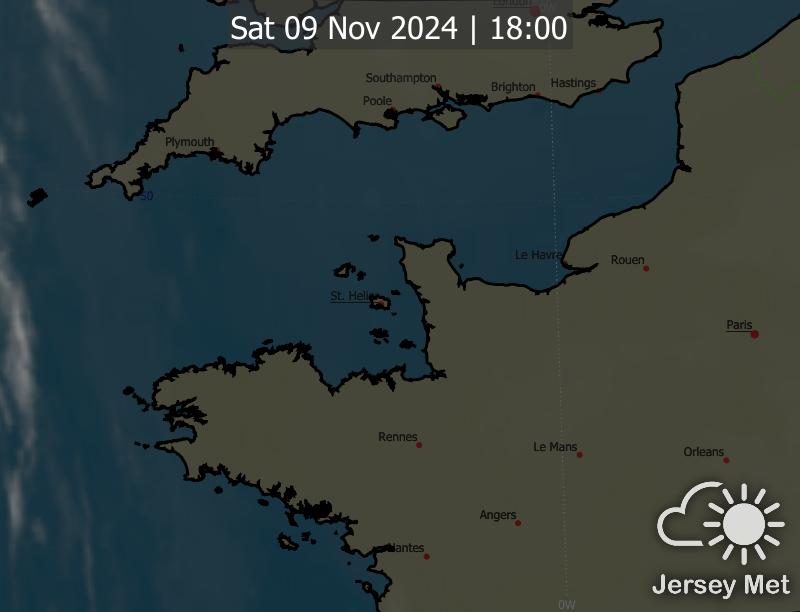 London
0W
Sat 09 Nov 2024 | 18:00
Southampton
Brighton
Hastings
Poole
Plymouth
50
Le Havre
Rouen
St. Helier
Paris
Rennes
Le Mans
Orleans
Angers
Nantes
Jersey Met
0W